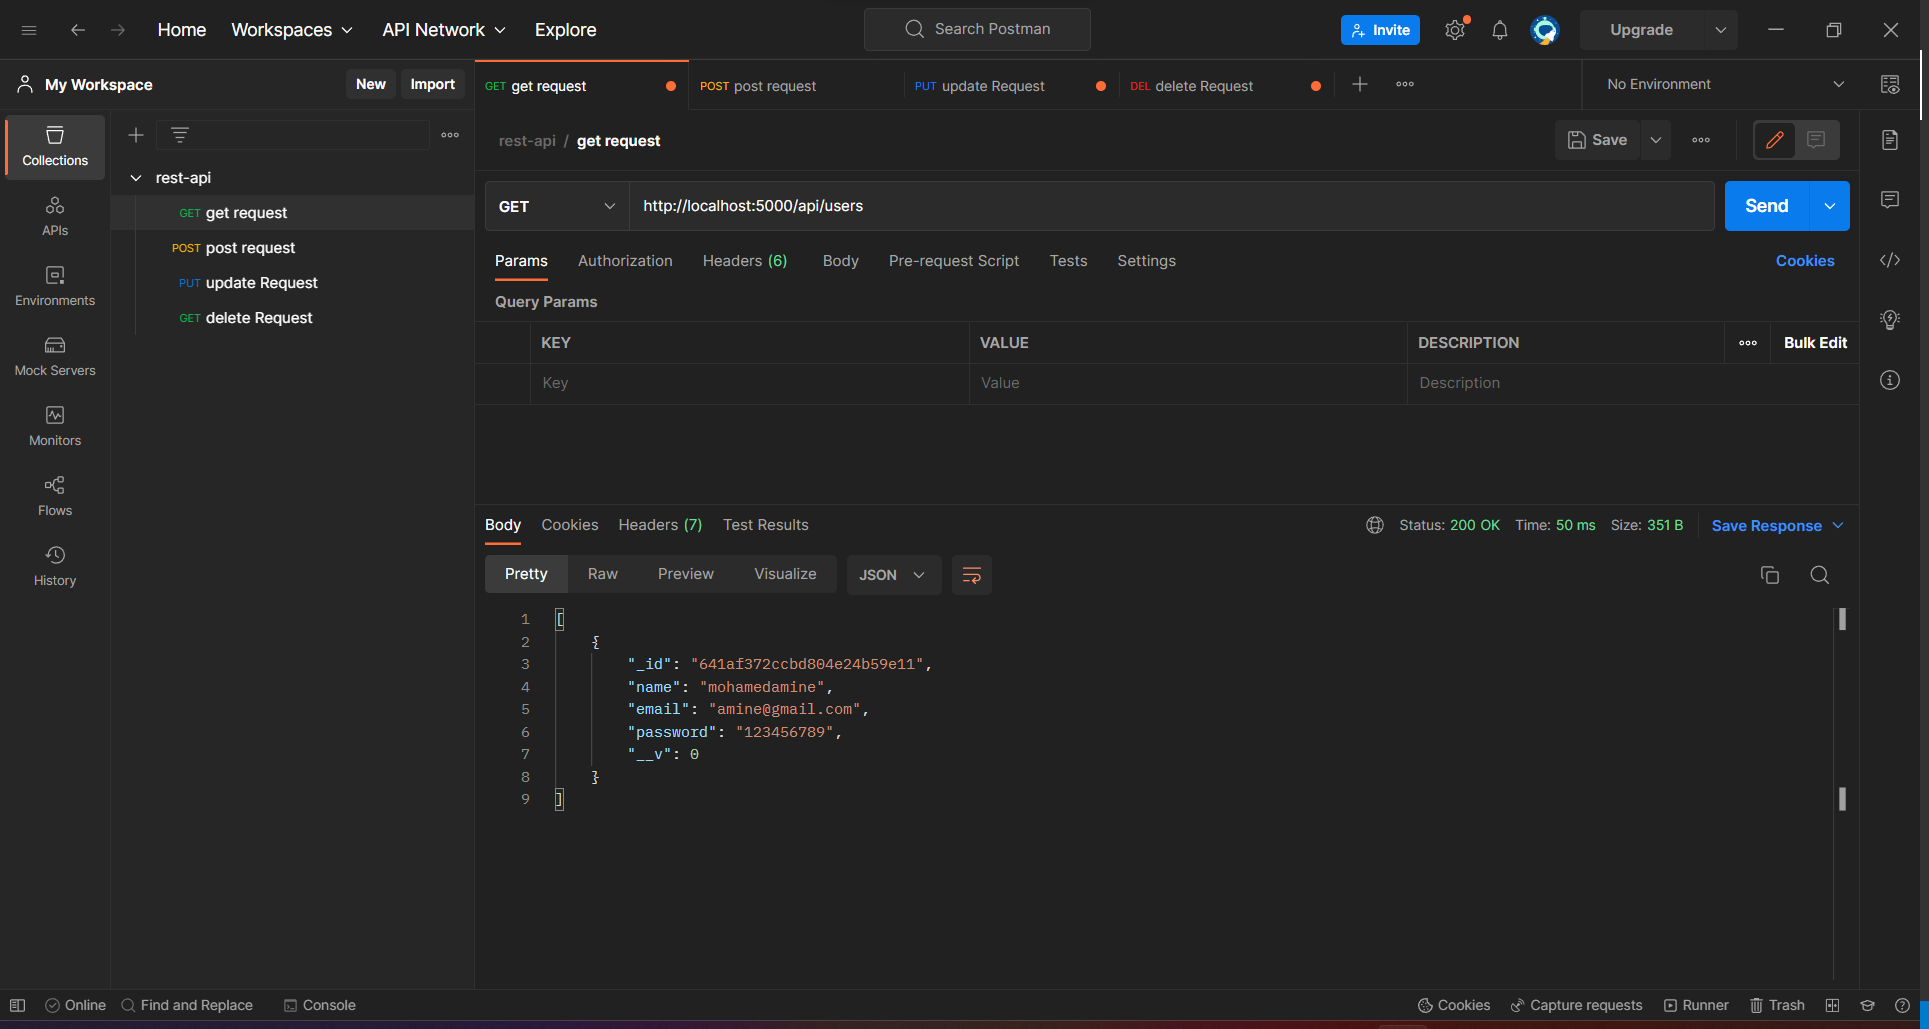 Home Workspaces API Network Explore Search Postman Invite Upgrade
My Workspace New Import GET get request POST post request PUT update Request DEL delete Request No Environment
rest-api / get request Save
Collections
APIs
Environments
Mock Servers
Monitors
Flows
History
rest-api
GET get request
POST post request
PUT update Request
GET delete Request
GET http://localhost:5000/api/users Send
Params Authorization Headers (6) Body Pre-request Script Tests Settings Cookies
Query Params
KEY VALUE DESCRIPTION Bulk Edit
Key Value Description
Body Cookies Headers (7) Test Results Status: 200 OK Time: 50 ms Size: 351 B Save Response
Pretty Raw Preview Visualize JSON
1 [
2 {
3 "_id": "641af372ccbd804e24b59e11",
4 "name": "mohamedamine",
5 "email": "amine@gmail.com",
6 "password": "123456789",
7 "__v": 0
8 }
9 ]
Online Find and Replace Console Cookies Capture requests Runner Trash